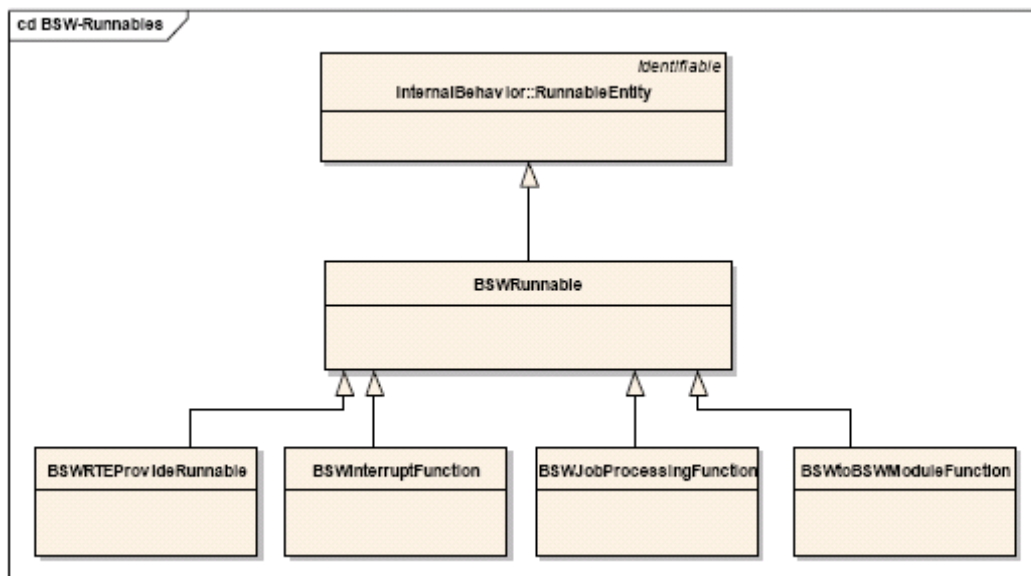 cd BSW-Runnables
Identifiable
InternalBehavior::RunnableEntity
BSWRunnable
BSWRTEProvideRunnable
BSWInterruptFunction
BSWJobProcessingFunction
BSWtoBSWModuleFunction